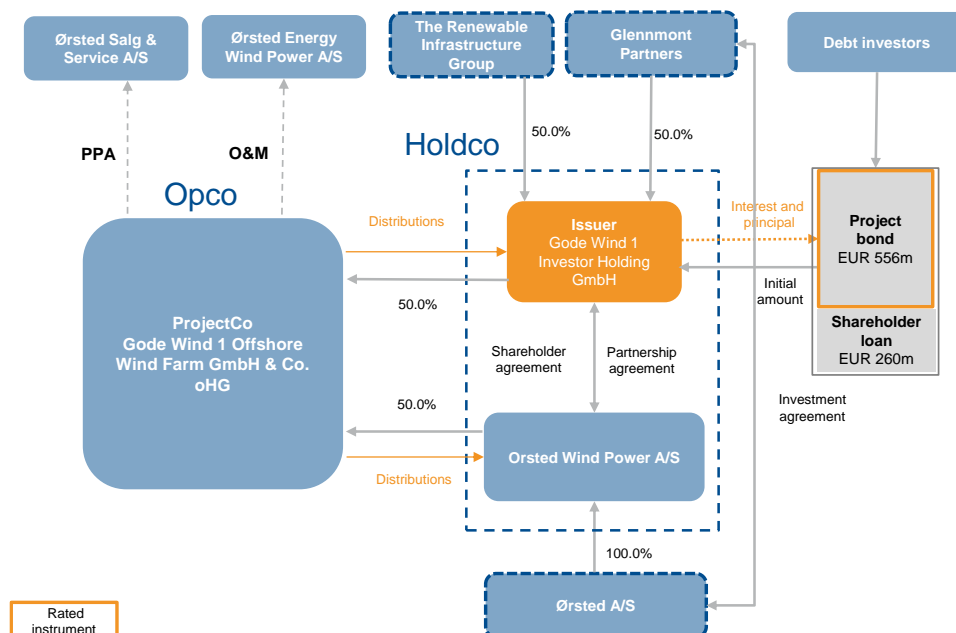 Ørsted Salg &
Service A/S
Ørsted Energy
Wind Power A/S
The Renewable
Infrastructure
Group
Glennmont
Partners
Debt investors
50.0%
50.0%
PPA
O&M
Holdco
Opco
Distributions
Issuer
Gode Wind 1
Investor Holding
GmbH
Interest and
principal
Project
bond
EUR 556m
50.0%
Initial
amount
ProjectCo
Gode Wind 1 Offshore
Wind Farm GmbH & Co.
oHG
Shareholder
agreement
Partnership
agreement
Shareholder
loan
EUR 260m
50.0%
Investment
agreement
Orsted Wind Power A/S
Distributions
100.0%
Ørsted A/S
Rated
instrument